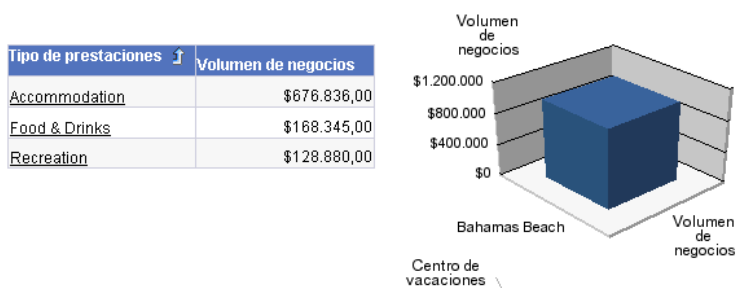 Tipo de prestaciones Volumen de negocios
Accommodation $676.836,00
Food & Drinks $168.345,00
Recreation $128.880,00
Volumen
de
negocios
$1.200.000
$800.000
$400.000
$0
Bahamas Beach
Volumen
de
negocios
Centro de
vacaciones